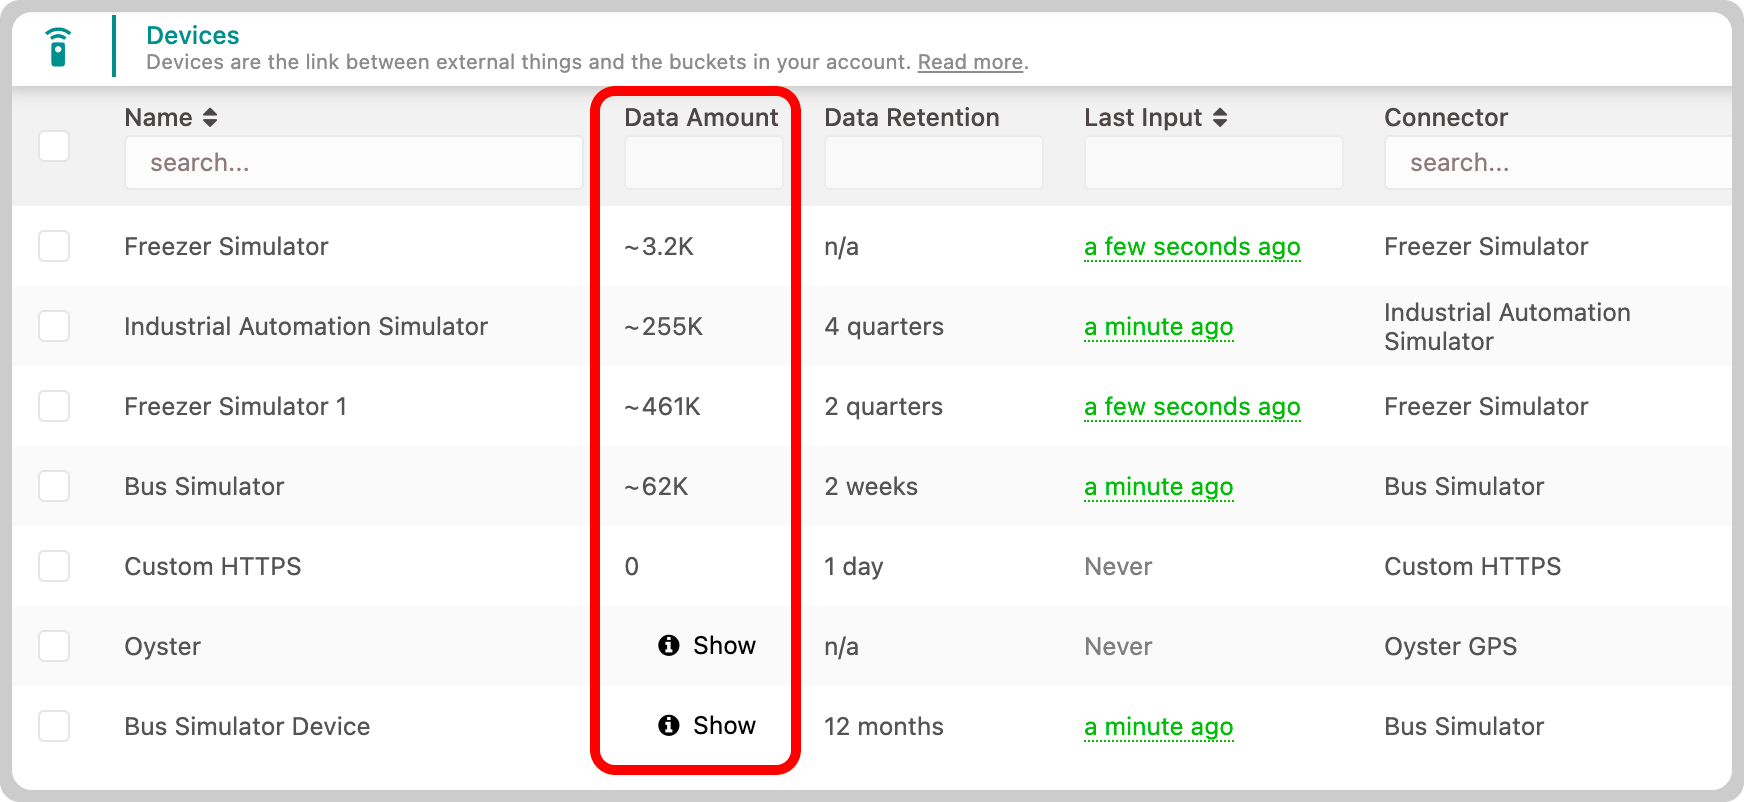 Devices
Devices are the link between external things and the buckets in your account. Read more.
Name Data Amount Data Retention Last Input Connector
search... search...
Freezer Simulator ~3.2K n/a a few seconds ago Freezer Simulator
Industrial Automation Simulator ~255K 4 quarters a minute ago Industrial Automation
Simulator
Freezer Simulator 1 ~461K 2 quarters a few seconds ago Freezer Simulator
Bus Simulator ~62K 2 weeks a minute ago Bus Simulator
Custom HTTPS 0 1 day Never Custom HTTPS
Oyster Show n/a Never Oyster GPS
Bus Simulator Device Show 12 months a minute ago Bus Simulator